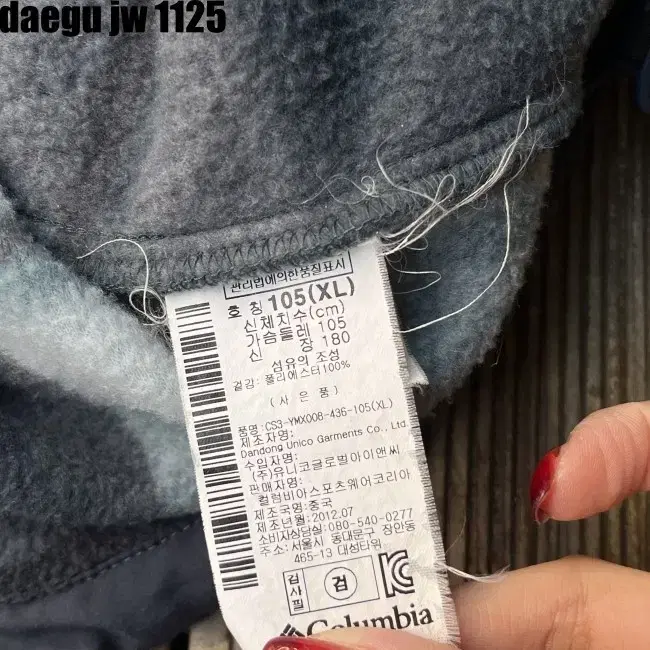 daegu jw 1125
관리법에의한품질표시
호 칭 105(XL)
신체치수(cm)
가슴둘레 105
신 장 180
섬유의 조성
겉감: 폴리에스터100%
(사 은 품)
품명:CS3-YMX008-436-105(XL)
제조자명:
Dandong Unico Garments Co., Ltd.
수입자명:
(주)유니코글로벌아이앤씨
판매자명:
컬럼비아스포츠웨어코리아
제조국명:중국
제조년월:2012.07
소비자상담실:080-540-0277
주소:서울시 동대문구 장안동
465-13 대성타워
검사필
검
Columbia